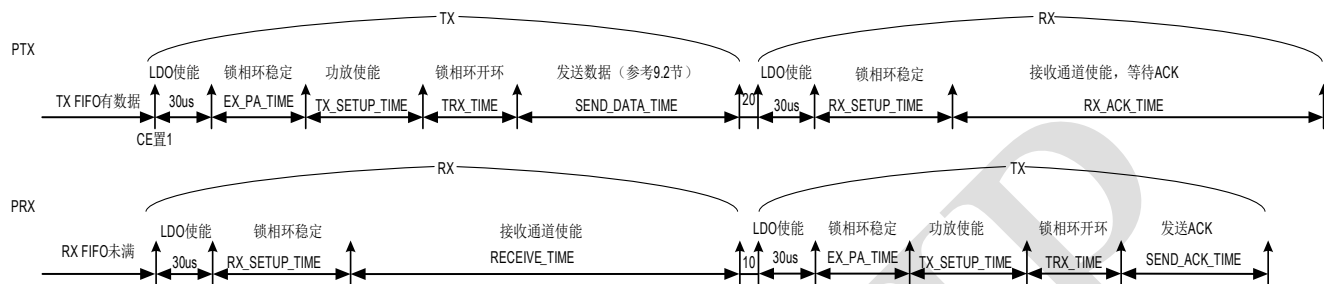 TX
RX
PTX
LDO使能
锁相环稳定
功放使能
锁相环开环
发送数据（参考9.2节）
LDO使能
锁相环稳定
接收通道使能，等待ACK
TX FIFO有数据
30us
EX_PA_TIME
TX_SETUP_TIME
TRX_TIME
SEND_DATA_TIME
20
30us
RX_SETUP_TIME
RX_ACK_TIME
CE置1
RX
TX
PRX
LDO使能
锁相环稳定
接收通道使能
LDO使能
锁相环稳定
功放使能
锁相环开环
发送ACK
RX FIFO未满
30us
RX_SETUP_TIME
RECEIVE_TIME
10
30us
EX_PA_TIME
TX_SETUP_TIME
TRX_TIME
SEND_ACK_TIME